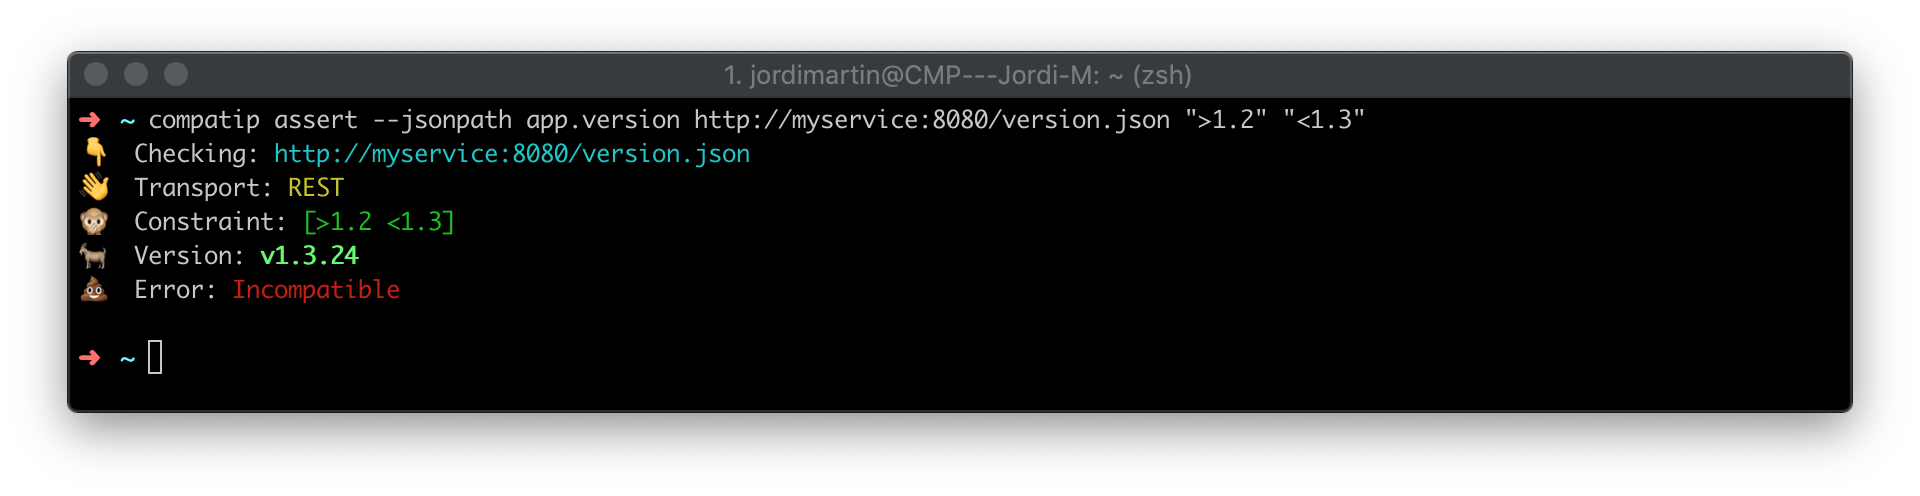 1. jordimartin@CMP---Jordi-M: ~ (zsh)
➜ ~ compatip assert --jsonpath app.version http://myservice:8080/version.json ">1.2" "<1.3"
👇 Checking: http://myservice:8080/version.json
👋 Transport: REST
🙊 Constraint: [>1.2 <1.3]
🐐 Version: v1.3.24
💩 Error: Incompatible
➜ ~